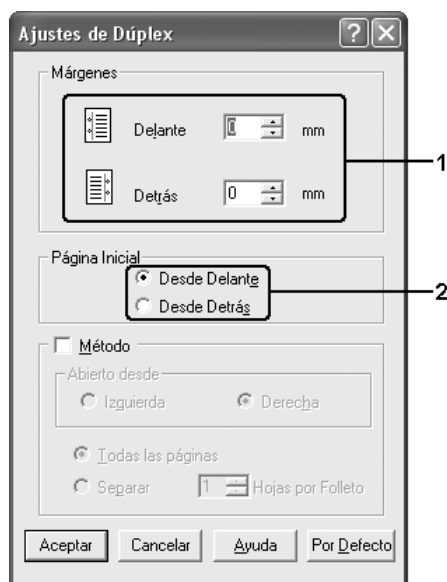 Ajustes de Dúplex
Márgenes
Delante 0 mm
1
Detrás 0 mm
Página Inicial
Desde Delante
2
Desde Detrás
Método
Abierto desde
Izquierda Derecha
Todas las páginas
Separar 1 Hojas por Folleto
Aceptar Cancelar Ayuda Por Defecto